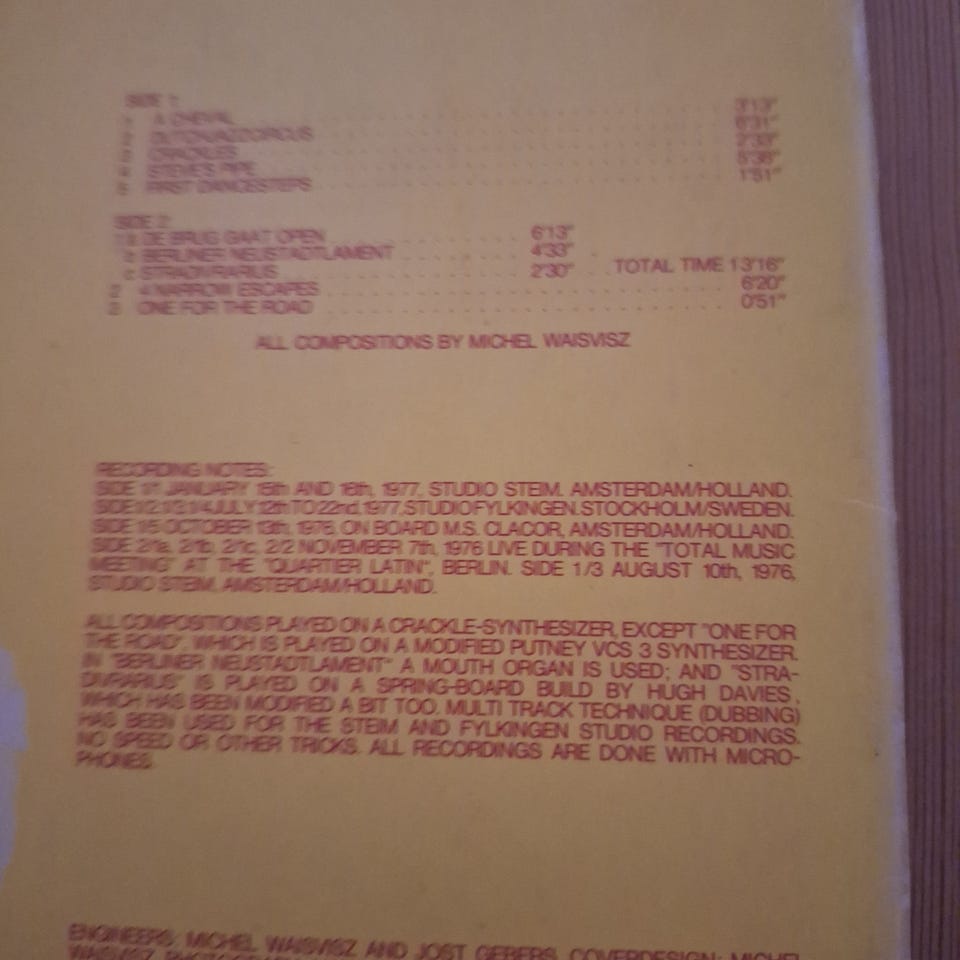 SIDE 1:
1 A CHEVAL 3'13"
2 6'31"
3 CRACKLES 2'33"
4 STEVE'S PIPE 5'36"
5 FIRST DANCESTEPS 1'51"
SIDE 2:
1 a DE BRUG GAAT OPEN 6'13"
b BERLINER NEUSTADTLAMENT 4'33"
c STRADIVRARIUS 2'30" TOTAL TIME 13'16"
2 4 NARROW ESCAPES 6'20"
3 ONE FOR THE ROAD 0'51"
ALL COMPOSITIONS BY MICHEL WAISVISZ
RECORDING NOTES:
SIDE 1/1 JANUARY 15th AND 16th, 1977, STUDIO STEIM. AMSTERDAM/HOLLAND.
SIDE 1/2 1/3 1/4 JULY 12th TO 22nd, 1977, STUDIO FYLKINGEN. STOCKHOLM/SWEDEN.
SIDE 1/5 OCTOBER 13th, 1976, ON BOARD M.S. CLACOR, AMSTERDAM/HOLLAND.
SIDE 2/1a, 2/1b, 2/1c, 2/2 NOVEMBER 7th, 1976 LIVE DURING THE "TOTAL MUSIC
MEETING" AT THE "QUARTIER LATIN", BERLIN. SIDE 1/3 AUGUST 10th, 1976,
STUDIO STEIM, AMSTERDAM/HOLLAND.
ALL COMPOSITIONS PLAYED ON A CRACKLE-SYNTHESIZER, EXCEPT "ONE FOR
THE ROAD", WHICH IS PLAYED ON A MODIFIED PUTNEY VCS 3 SYNTHESIZER.
IN "BERLINER NEUSTADTLAMENT" A MOUTH ORGAN IS USED; AND "STRA-
DIVRARIUS" IS PLAYED ON A SPRING-BOARD BUILD BY HUGH DAVIES,
WHICH HAS BEEN MODIFIED A BIT TOO. MULTI TRACK TECHNIQUE (DUBBING)
HAS BEEN USED FOR THE STEIM AND FYLKINGEN STUDIO RECORDINGS.
NO SPEED OR OTHER TRICKS. ALL RECORDINGS ARE DONE WITH MICRO-
PHONES.
ENGINEERS: MICHEL WAISVISZ AND JOST GEBERS. COVERDESIGN: MICHEL
WAISVISZ.